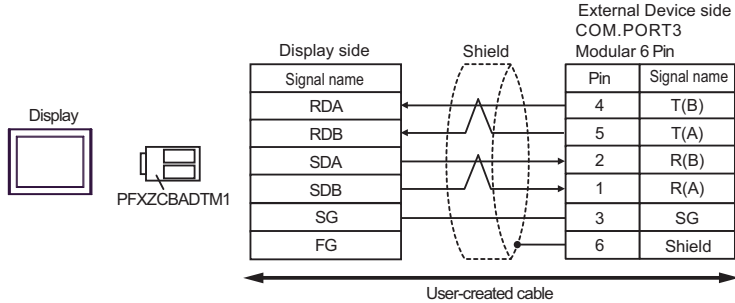 External Device side
COM.PORT3
Display side Shield Modular 6 Pin
Signal name Pin Signal name
RDA 4 T(B)
Display RDB 5 T(A)
SDA 2 R(B)
PFXZCBADTM1 SDB 1 R(A)
SG 3 SG
FG 6 Shield
User-created cable